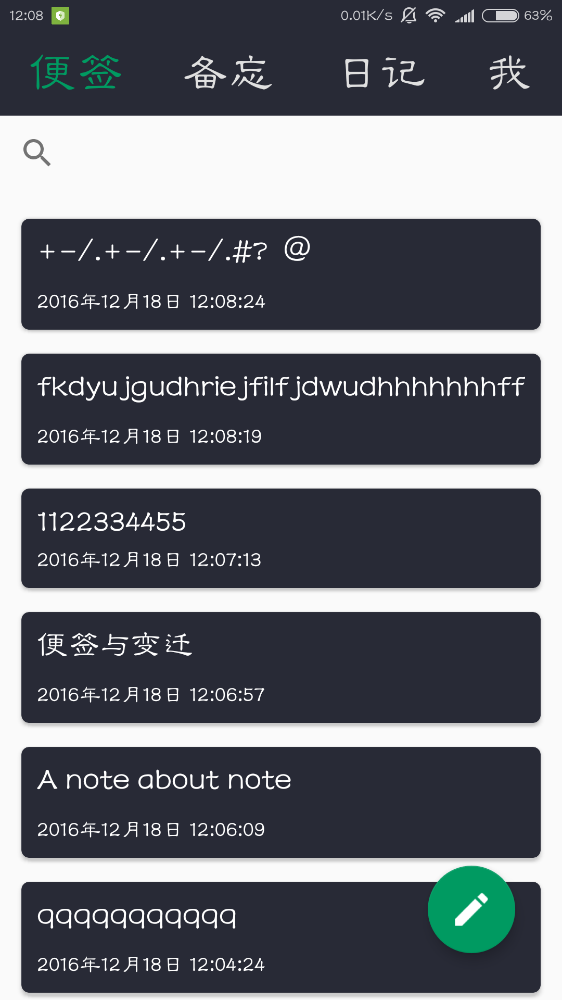 12:08 0.01K/s 63%
便签 备忘 日记 我
+-/.+-/.+-/.#? @
2016年12月18日 12:08:24
fkdyujgudhriejfilfjdwudhhhhhhhff
2016年12月18日 12:08:19
1122334455
2016年12月18日 12:07:13
便签与变迁
2016年12月18日 12:06:57
A note about note
2016年12月18日 12:06:09
qqqqqqqqqqq
2016年12月18日 12:04:24